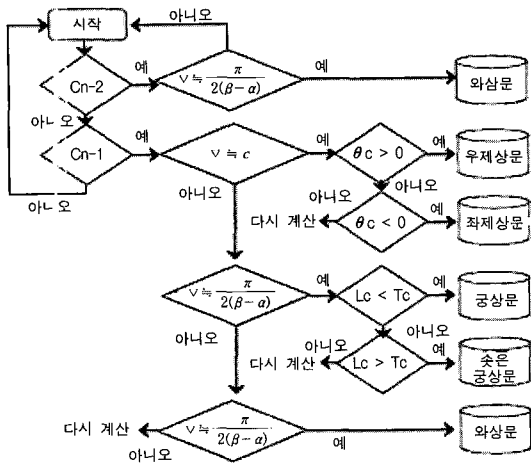 아니오
시작
예
Cn-2
예
v ≒ π / 2(β-α)
예
와삼문
아니오
Cn-1
예
v ≒ c
예
θc > 0
예
우제상문
아니오
아니오
아니오
아니오
예
다시 계산
θc < 0
좌제상문
v ≒ π / 2(β-α)
예
Lc < Tc
예
궁상문
아니오
아니오
아니오
예
다시 계산
Lc > Tc
솟은
궁상문
다시 계산
v ≒ π / 2(β-α)
와상문
아니오
예